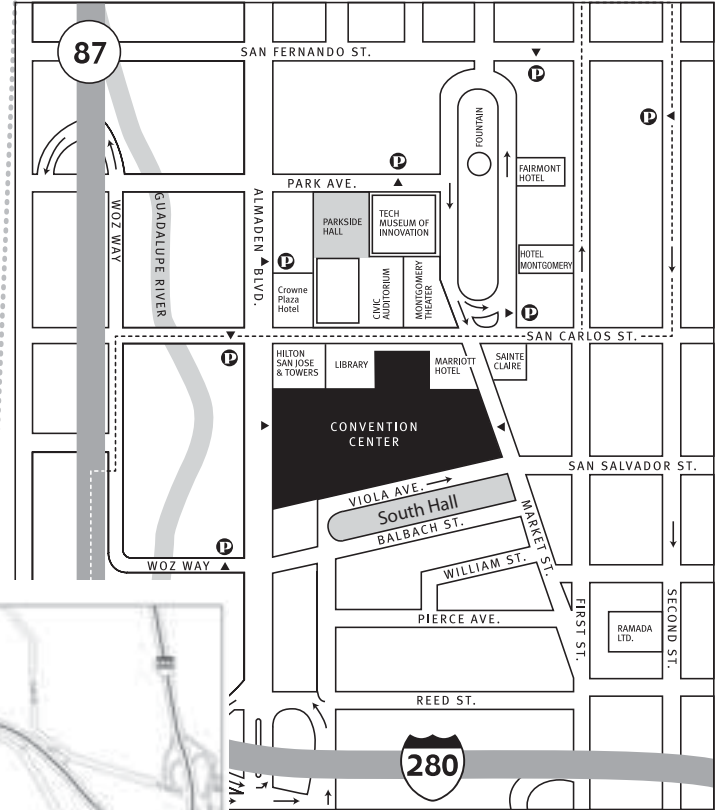 87
SAN FERNANDO ST.
P
P
FOUNTAIN
P
FAIRMONT
HOTEL
PARK AVE.
WOZ WAY
GUADALUPE RIVER
ALMADEN BLVD.
PARKSIDE
HALL
TECH
MUSEUM OF
INNOVATION
P
HOTEL
MONTGOMERY
Crowne
Plaza
Hotel
CIVIC
AUDITORIUM
MONTGOMERY
THEATER
P
SAN CARLOS ST.
P
HILTON
SAN JOSE
& TOWERS
LIBRARY
MARRIOTT
HOTEL
SAINTE
CLAIRE
CONVENTION
CENTER
SAN SALVADOR ST.
VIOLA AVE.
South Hall
BALBACH ST.
MARKET ST.
P
WOZ WAY
WILLIAM ST.
PIERCE AVE.
FIRST ST.
RAMADA
LTD.
SECOND ST.
REED ST.
280